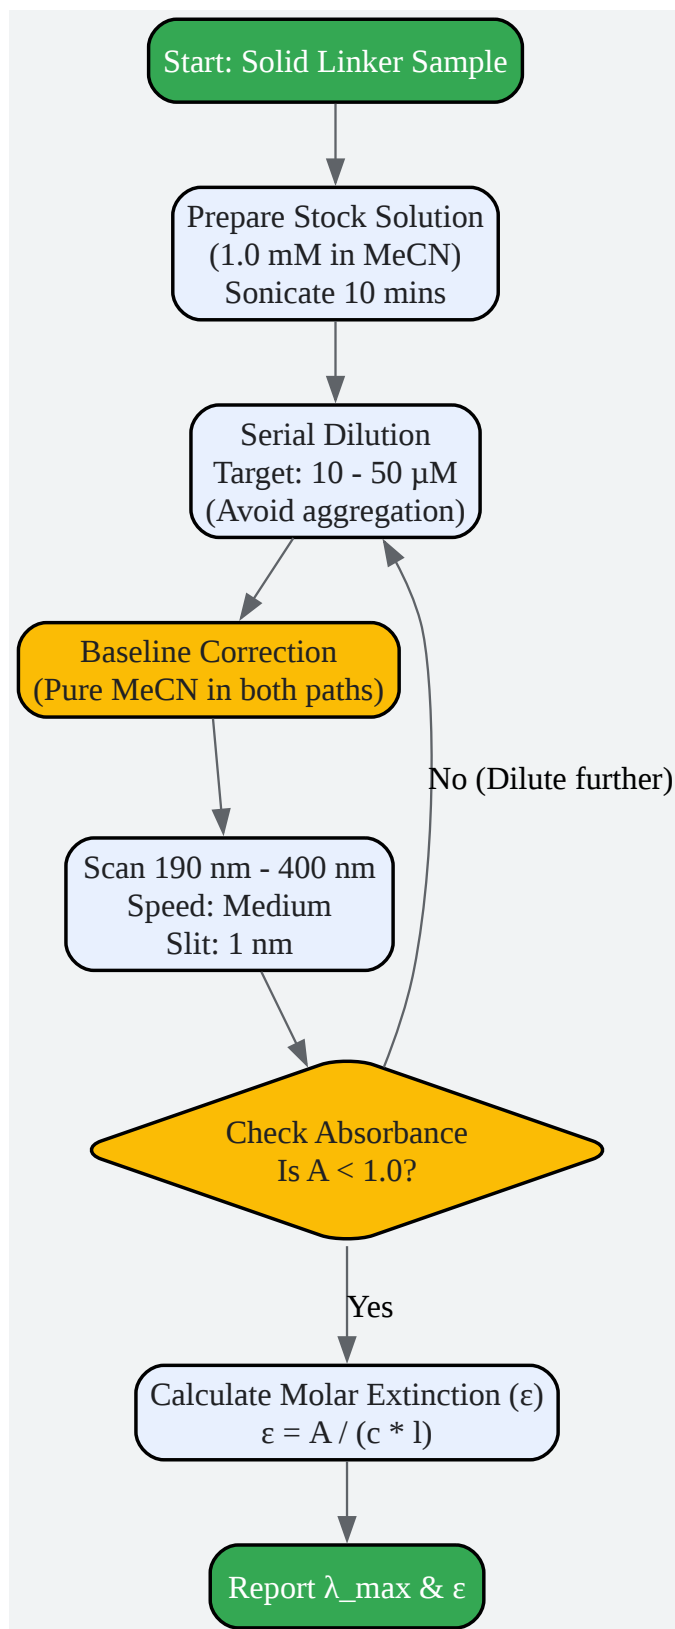 Start: Solid Linker Sample
Prepare Stock Solution
(1.0 mM in MeCN)
Sonicate 10 mins
Serial Dilution
Target: 10 - 50 µM
(Avoid aggregation)
Baseline Correction
(Pure MeCN in both paths)
No (Dilute further)
Scan 190 nm - 400 nm
Speed: Medium
Slit: 1 nm
Check Absorbance
Is A < 1.0?
Yes
Calculate Molar Extinction (ε)
ε = A / (c * l)
Report λ_max & ε